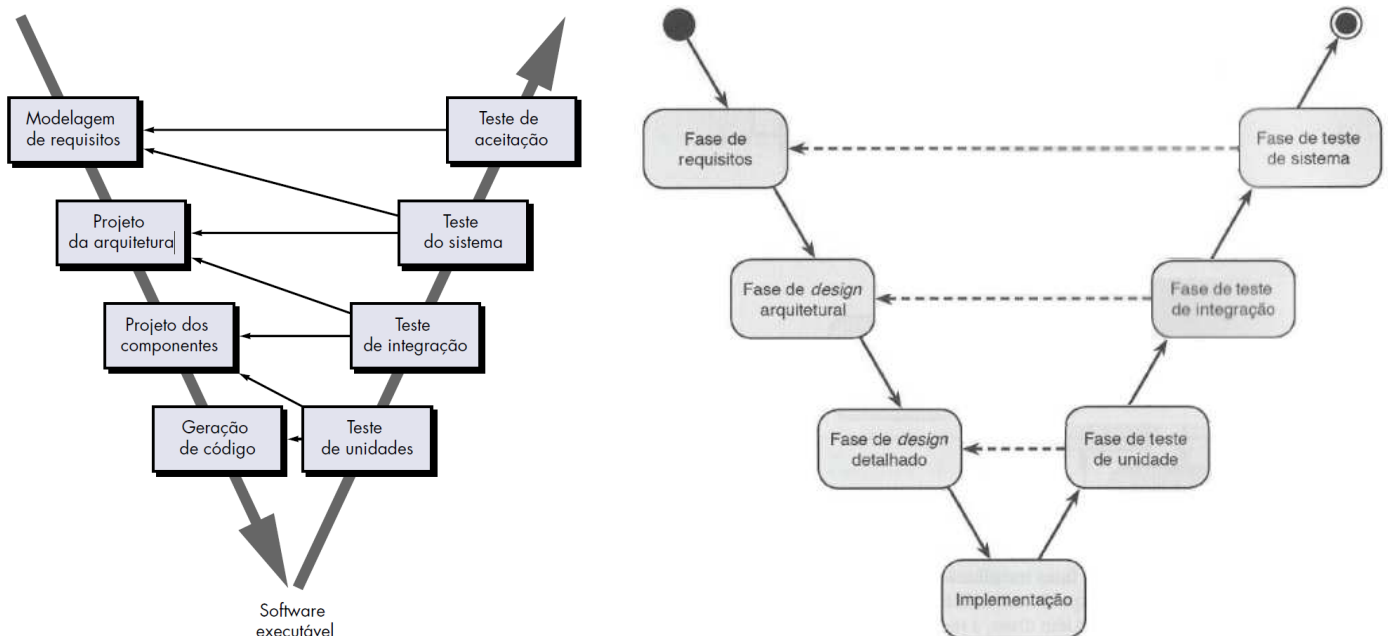 Modelagem
de requisitos
Teste de
aceitação
Projeto
da arquitetura
Teste
do sistema
Projeto dos
componentes
Teste
de integração
Geração
de código
Teste
de unidades
Software
executável
Fase de
requisitos
Fase de teste
de sistema
Fase de design
arquitetural
Fase de teste
de integração
Fase de design
detalhado
Fase de teste
de unidade
Implementação